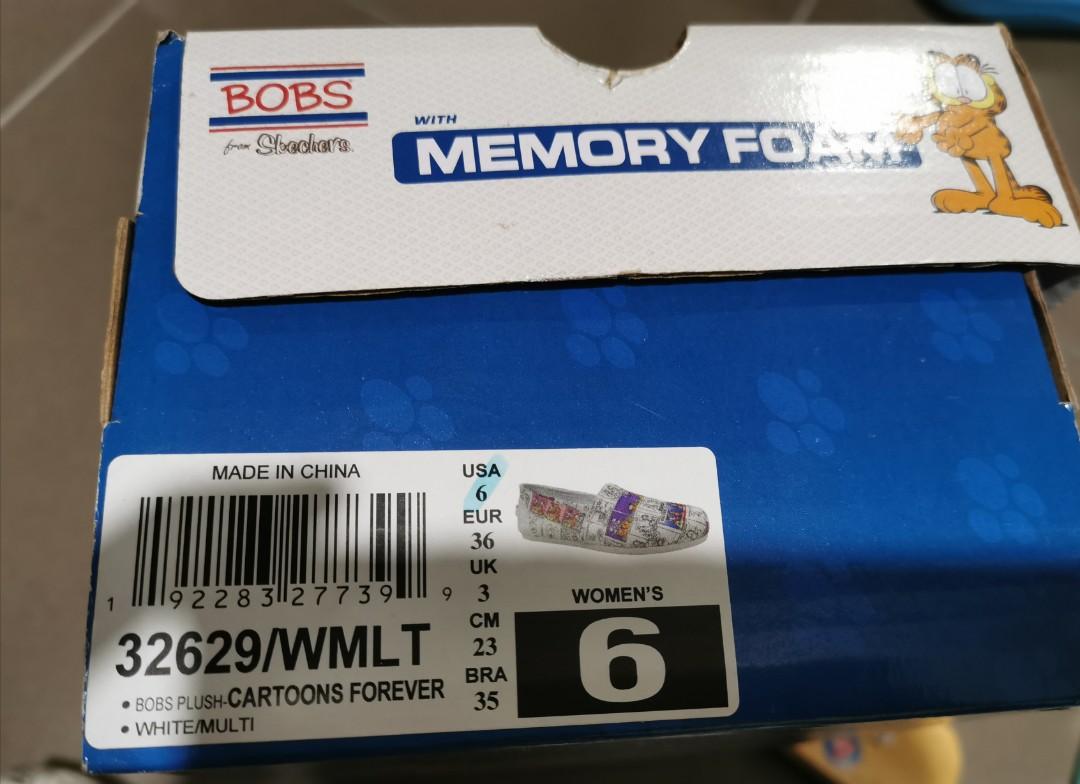 BOBS
from Skechers.
WITH
MEMORY FOAM
MADE IN CHINA
1 92283 27739 9
32629/WMLT
• BOBS PLUSH-CARTOONS FOREVER
• WHITE/MULTI
USA
6
EUR
36
UK
3
CM
23
BRA
35
WOMEN'S
6